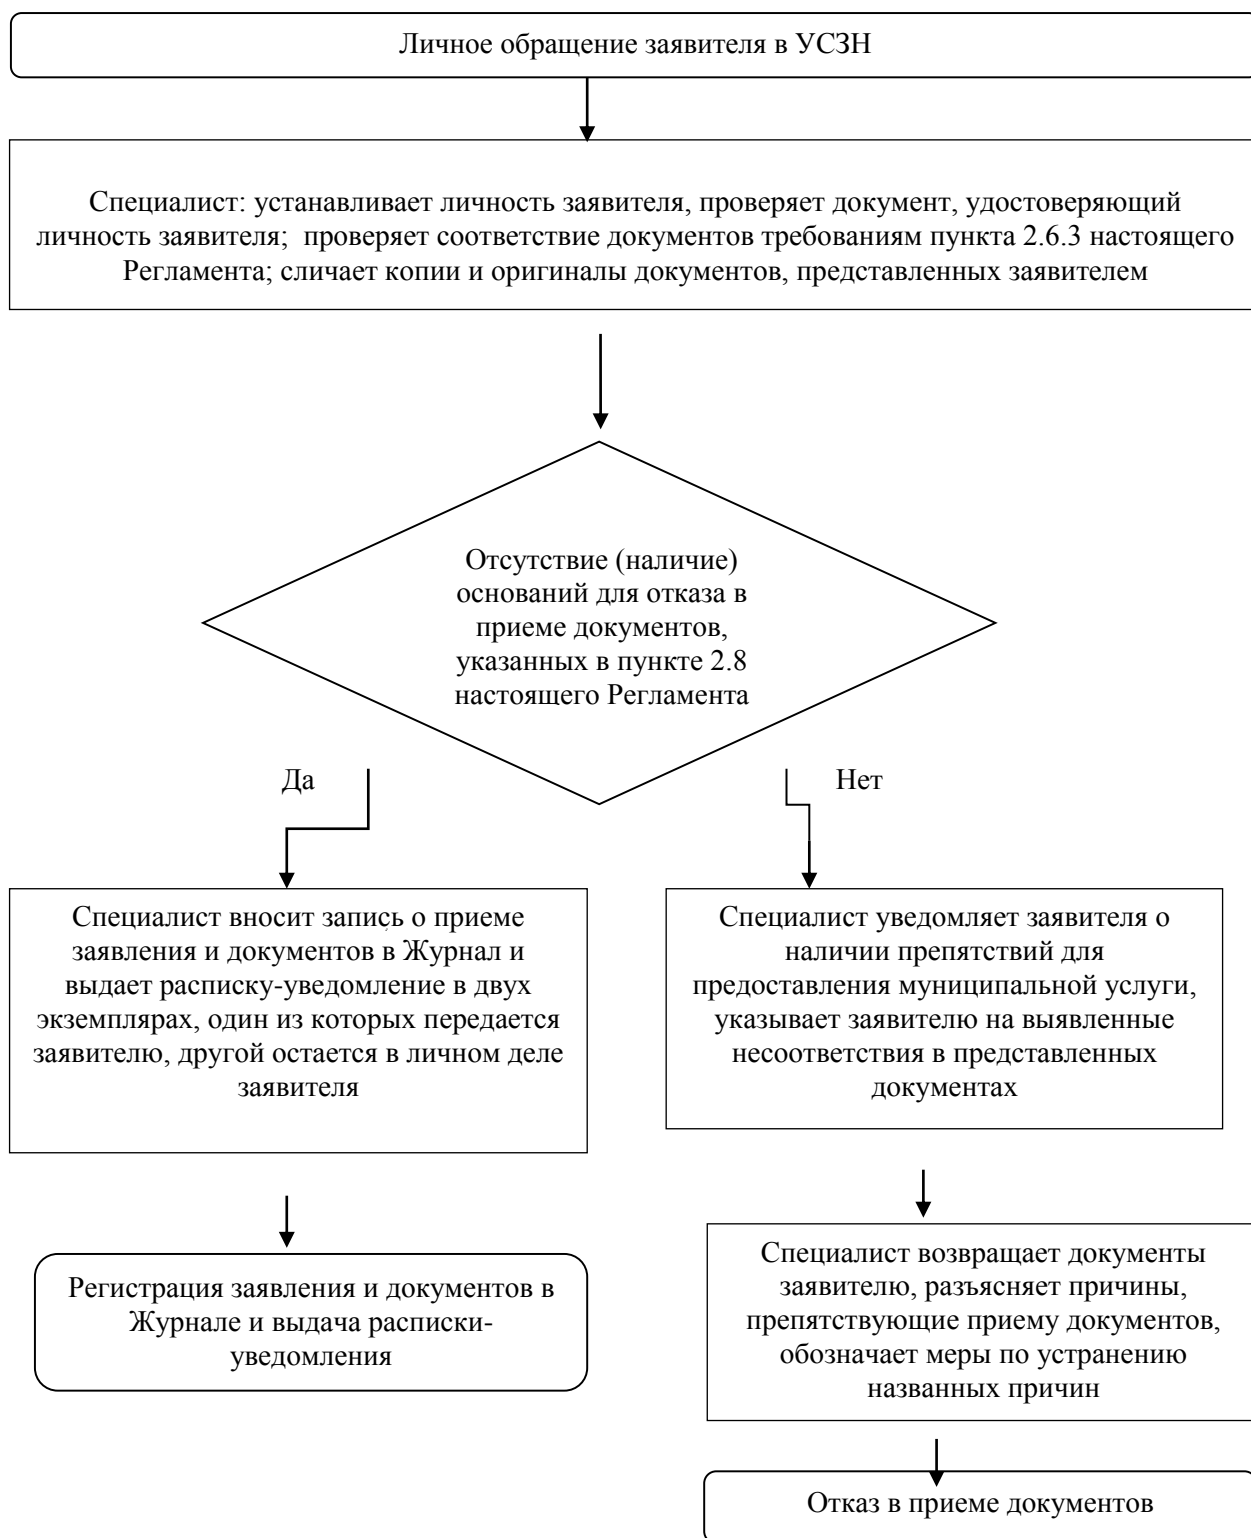 Личное обращение заявителя в УСЗН
Специалист: устанавливает личность заявителя, проверяет документ, удостоверяющий
личность заявителя; проверяет соответствие документов требованиям пункта 2.6.3 настоящего
Регламента; сличает копии и оригиналы документов, представленных заявителем
Отсутствие (наличие)
оснований для отказа в
приеме документов,
указанных в пункте 2.8
настоящего Регламента
Да
Нет
Специалист вносит запись о приеме
заявления и документов в Журнал и
выдает расписку-уведомление в двух
экземплярах, один из которых передается
заявителю, другой остается в личном деле
заявителя
Специалист уведомляет заявителя о
наличии препятствий для
предоставления муниципальной услуги,
указывает заявителю на выявленные
несоответствия в представленных
документах
Регистрация заявления и документов в
Журнале и выдача расписки-
уведомления
Специалист возвращает документы
заявителю, разъясняет причины,
препятствующие приему документов,
обозначает меры по устранению
названных причин
Отказ в приеме документов